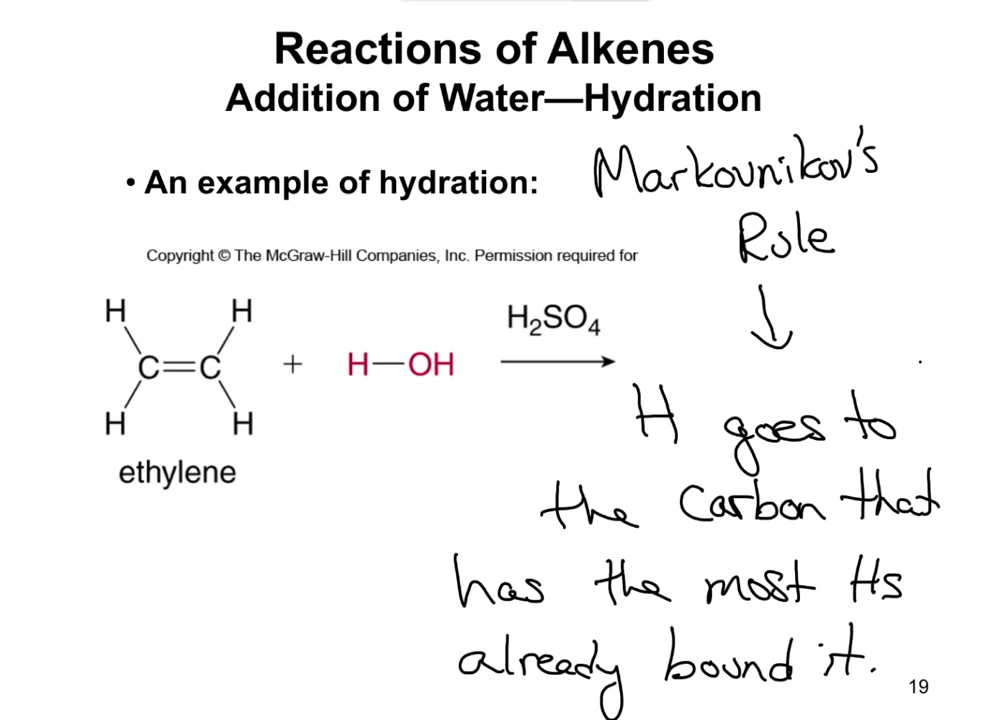 Reactions of Alkenes
Addition of Water—Hydration
• An example of hydration:
Markovnikov's
Rule
Copyright © The McGraw-Hill Companies, Inc. Permission required for
H H
H₂SO₄
C=C + H—OH
H H
ethylene
H goes to
the Carbon that
has the most Hs
already bound it.
19